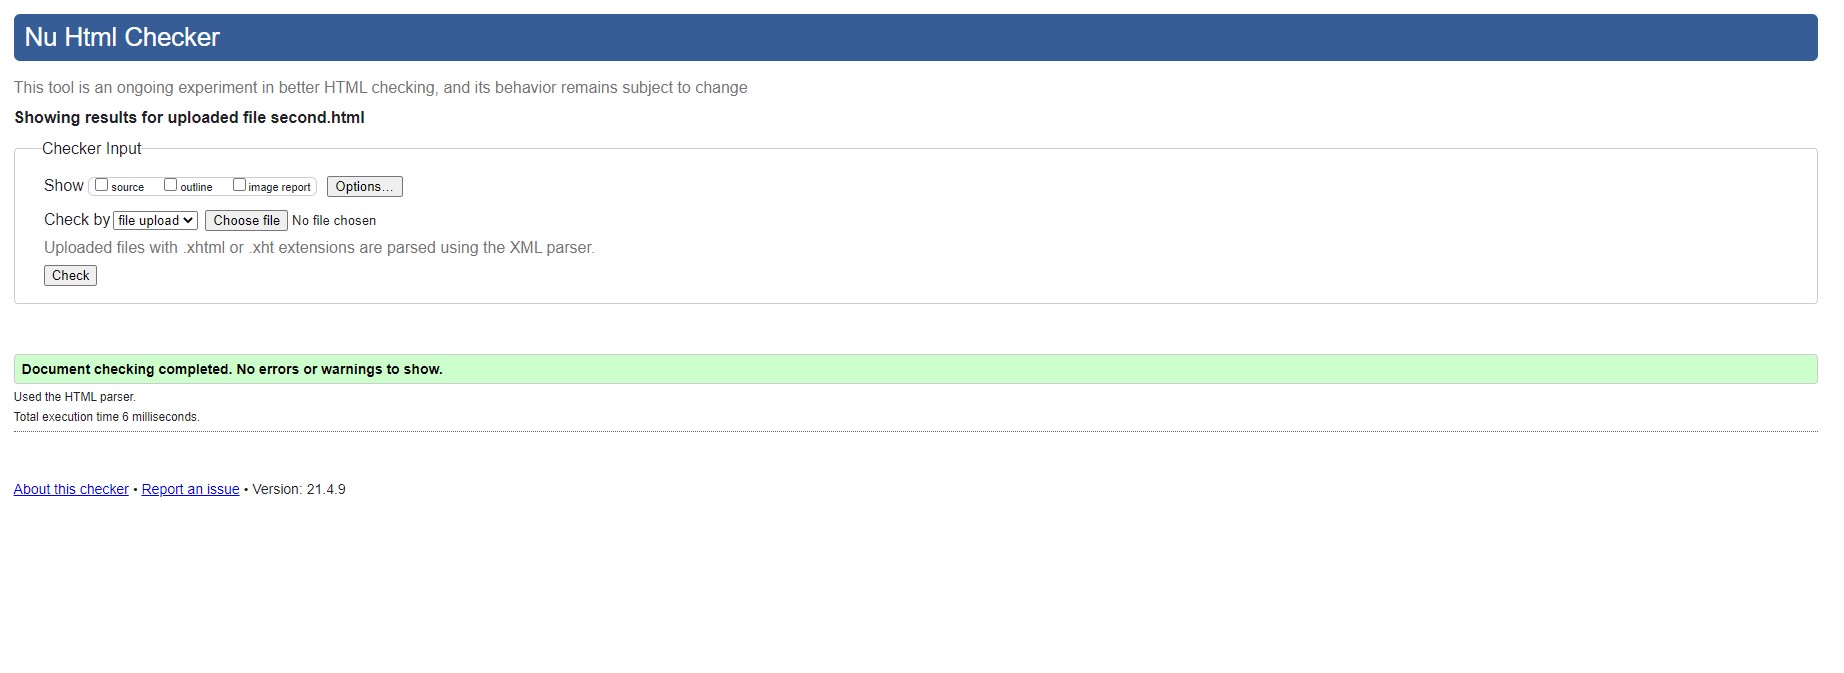 Nu Html Checker
This tool is an ongoing experiment in better HTML checking, and its behavior remains subject to change
Showing results for uploaded file second.html
Checker Input
Show source outline image report Options...
Check by file upload Choose file No file chosen
Uploaded files with .xhtml or .xht extensions are parsed using the XML parser.
Check
Document checking completed. No errors or warnings to show.
Used the HTML parser.
Total execution time 6 milliseconds.
About this checker • Report an issue • Version: 21.4.9